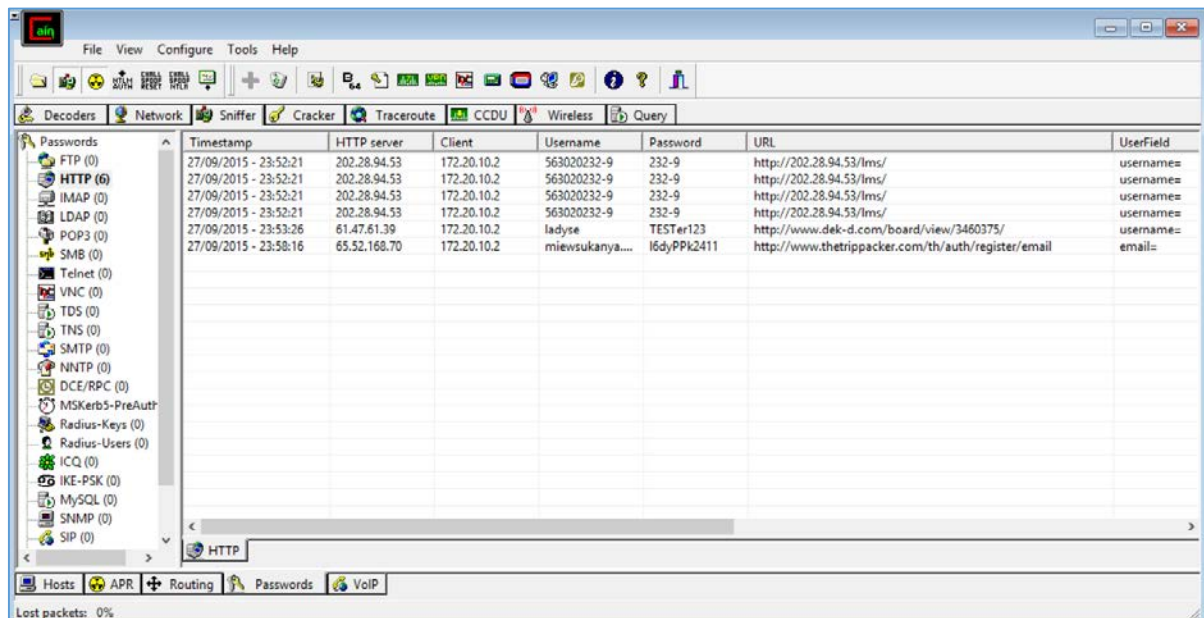 Cain
File View Configure Tools Help
Decoders Network Sniffer Cracker Traceroute CCDU Wireless Query
Passwords
FTP (0)
HTTP (6)
IMAP (0)
LDAP (0)
POP3 (0)
SMB (0)
Telnet (0)
VNC (0)
TDS (0)
TNS (0)
SMTP (0)
NNTP (0)
DCE/RPC (0)
MSKerb5-PreAuth
Radius-Keys (0)
Radius-Users (0)
ICQ (0)
IKE-PSK (0)
MySQL (0)
SNMP (0)
SIP (0)
Timestamp HTTP server Client Username Password URL UserField
27/09/2015 - 23:52:21 202.28.94.53 172.20.10.2 563020232-9 232-9 http://202.28.94.53/lms/ username=
27/09/2015 - 23:52:21 202.28.94.53 172.20.10.2 563020232-9 232-9 http://202.28.94.53/lms/ username=
27/09/2015 - 23:52:21 202.28.94.53 172.20.10.2 563020232-9 232-9 http://202.28.94.53/lms/ username=
27/09/2015 - 23:52:21 202.28.94.53 172.20.10.2 563020232-9 232-9 http://202.28.94.53/lms/ username=
27/09/2015 - 23:53:26 61.47.61.39 172.20.10.2 ladyse TESTer123 http://www.dek-d.com/board/view/3460375/ username=
27/09/2015 - 23:58:16 65.52.168.70 172.20.10.2 miewsukanya.... l6dyPPk2411 http://www.thetrippacker.com/th/auth/register/email email=
HTTP
Hosts APR Routing Passwords VoIP
Lost packets: 0%